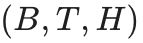 (B, T, H)